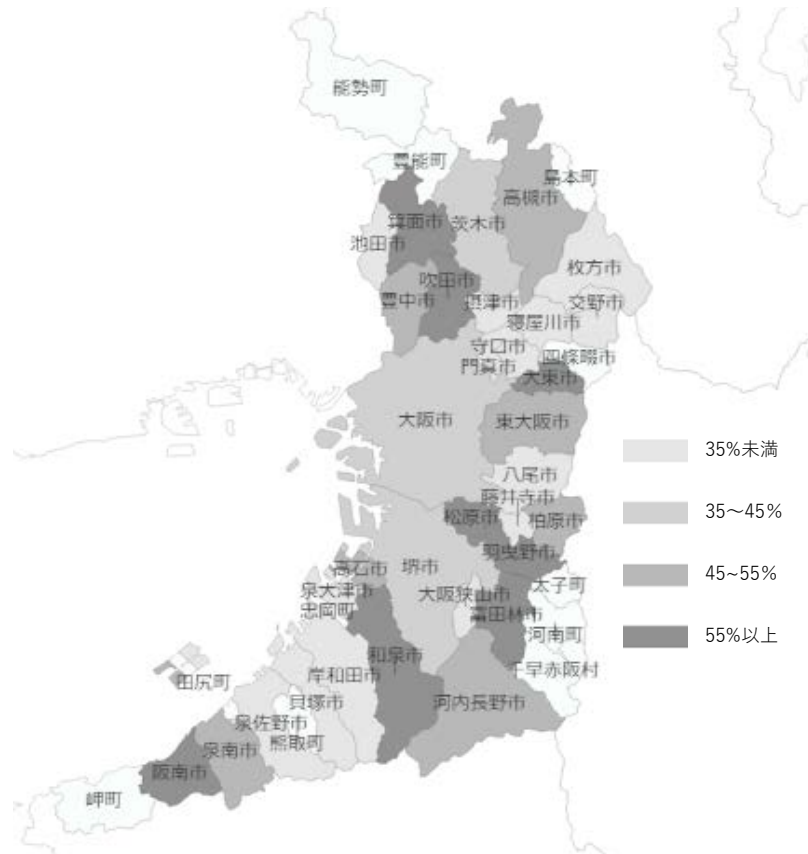 能勢町
豊能町
島本町
高槻市
箕面市
茨木市
池田市
枚方市
吹田市
豊中市
摂津市
交野市
寝屋川市
守口市
四條畷市
門真市
大東市
大阪市
東大阪市
35%未満
八尾市
藤井寺市
35～45%
松原市
柏原市
羽曳野市
高石市
堺市
45~55%
太子町
泉大津市
大阪狭山市
忠岡町
富田林市
河南町
55%以上
和泉市
千早赤阪村
岸和田市
田尻町
貝塚市
河内長野市
泉佐野市
熊取町
泉南市
阪南市
岬町